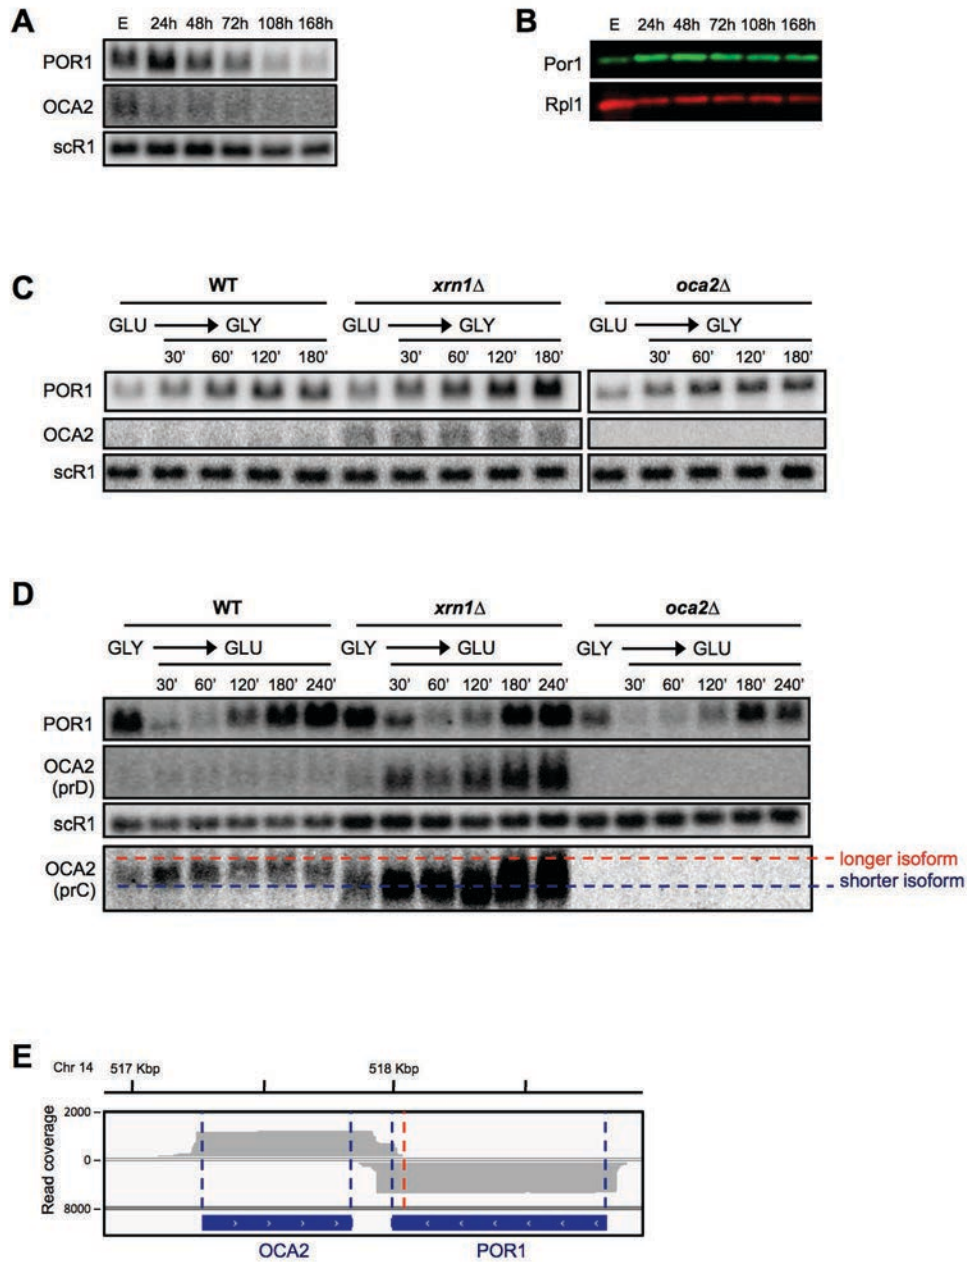 A
E 24h 48h 72h 108h 168h
POR1
OCA2
scR1
B
E 24h 48h 72h 108h 168h
Por1
Rpl1
C
WT xrn1Δ oca2Δ
GLU GLY GLU GLY GLU GLY
30' 60' 120' 180' 30' 60' 120' 180' 30' 60' 120' 180'
POR1
OCA2
scR1
D
WT xrn1Δ oca2Δ
GLY GLU GLY GLU GLY GLU
30' 60' 120' 180' 240' 30' 60' 120' 180' 240' 30' 60' 120' 180' 240'
POR1
OCA2
(prD)
scR1
OCA2
(prC)
longer isoform
shorter isoform
E
Chr 14 517 Kbp 518 Kbp
Read coverage
2000
0
8000
OCA2 POR1